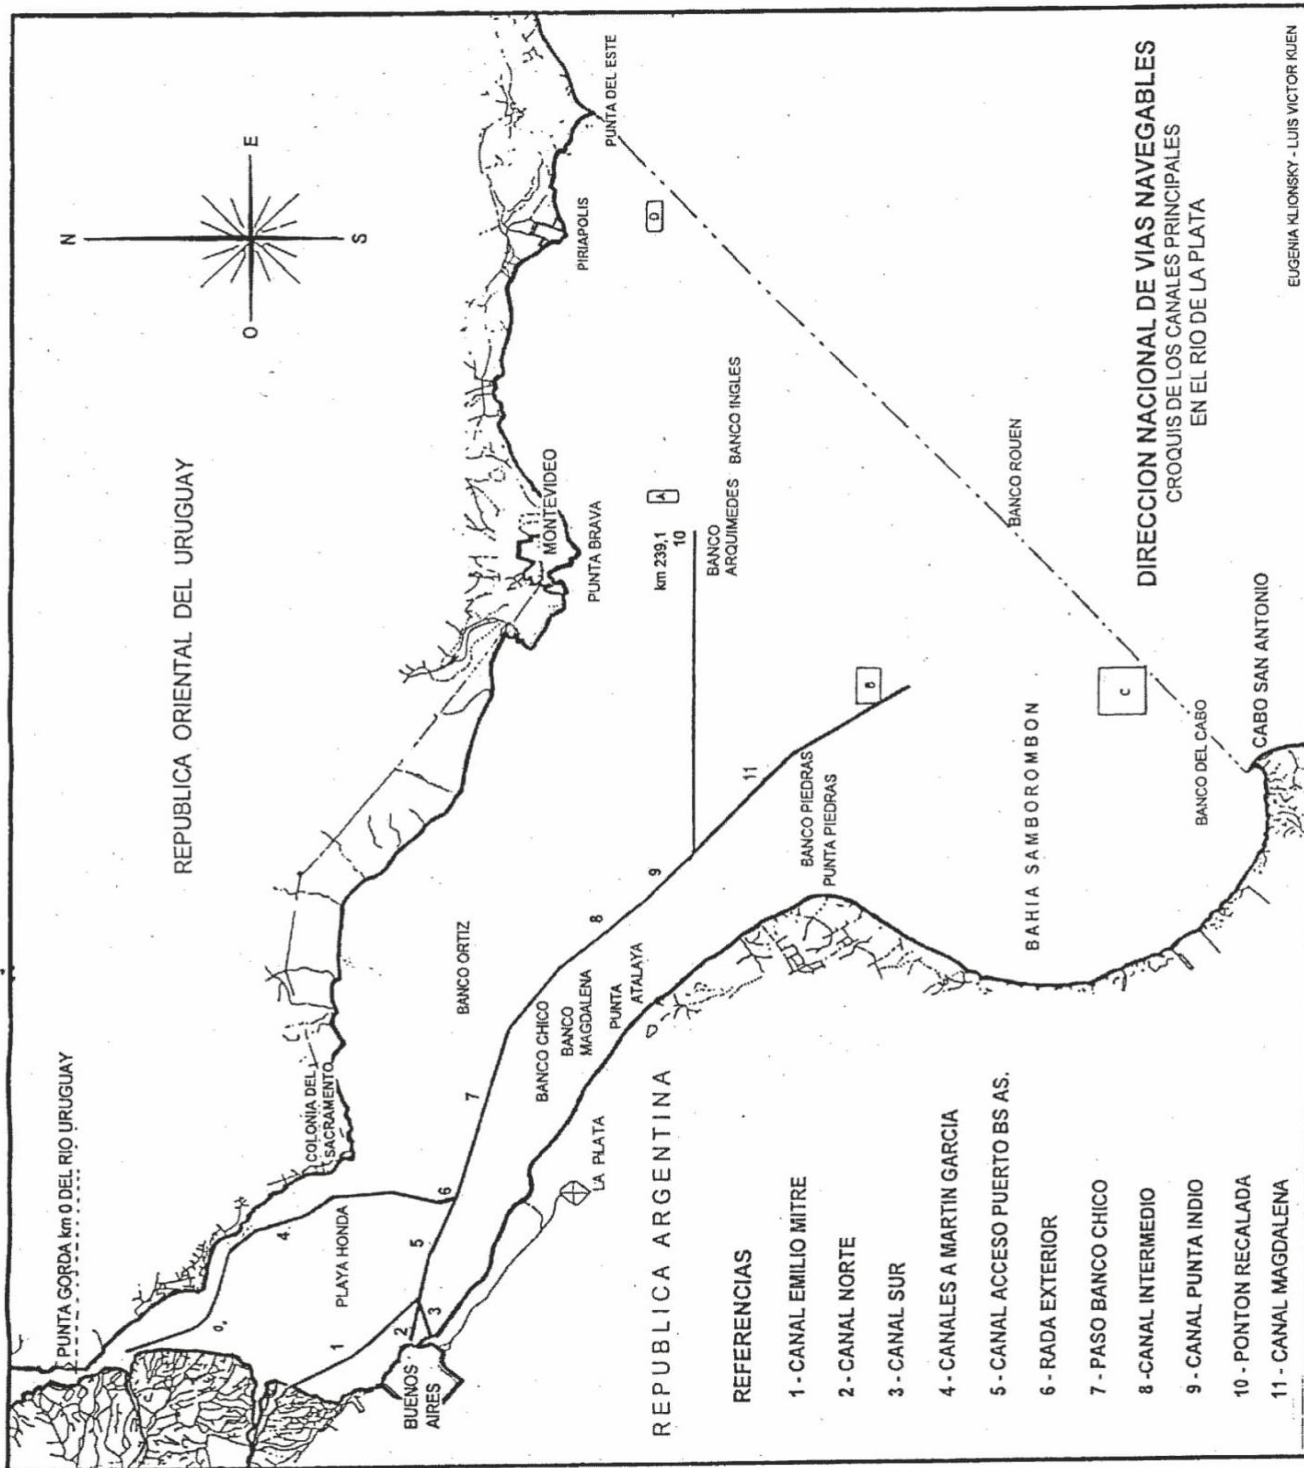 PUNTA GORDA km 0 DEL RIO URUGUAY
REPUBLICA ORIENTAL DEL URUGUAY
N
O
E
S
COLONIA DEL
SACRAMENTO
PLAYA HONDA
BANCO ORTIZ
MONTEVIDEO
PUNTA BRAVA
PIRIAPOLIS
PUNTA DEL ESTE
BUENOS
AIRES
1
2
3
4
5
6
7
8
9
11
BANCO CHICO
BANCO
MAGDALENA
PUNTA
ATALAYA
LA PLATA
km 239,1
10
A
D
BANCO
ARQUIMEDES
BANCO INGLES
BANCO PIEDRAS
PUNTA PIEDRAS
B
REPUBLICA ARGENTINA
BAHIA SAMBOROMBON
BANCO ROUEN
C
BANCO DEL CABO
CABO SAN ANTONIO
REFERENCIAS
1 - CANAL EMILIO MITRE
2 - CANAL NORTE
3 - CANAL SUR
4 - CANALES A MARTIN GARCIA
5 - CANAL ACCESO PUERTO BS AS.
6 - RADA EXTERIOR
7 - PASO BANCO CHICO
8 -CANAL INTERMEDIO
9 - CANAL PUNTA INDIO
10 - PONTON RECALADA
11 - CANAL MAGDALENA
DIRECCION NACIONAL DE VIAS NAVEGABLES
CROQUIS DE LOS CANALES PRINCIPALES
EN EL RIO DE LA PLATA
EUGENIA KLIONSKY - LUIS VICTOR KUEN